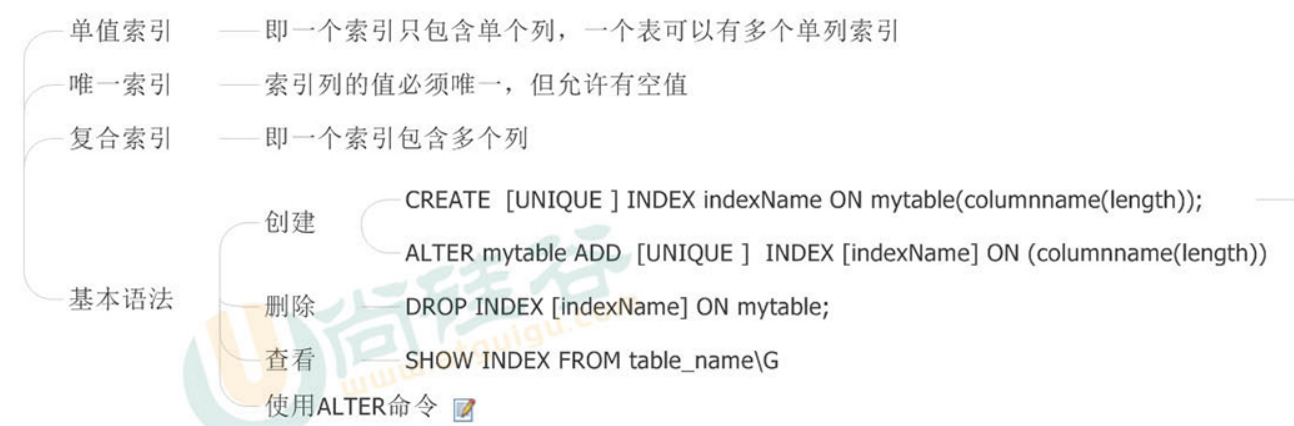 单值索引 即一个索引只包含单个列，一个表可以有多个单列索引
唯一索引 索引列的值必须唯一，但允许有空值
复合索引 即一个索引包含多个列
基本语法
创建
CREATE [UNIQUE ] INDEX indexName ON mytable(columnname(length));
ALTER mytable ADD [UNIQUE ] INDEX [indexName] ON (columnname(length))
删除 DROP INDEX [indexName] ON mytable;
查看 SHOW INDEX FROM table_name\G
使用ALTER命令
尚硅谷
www.atguigu.com